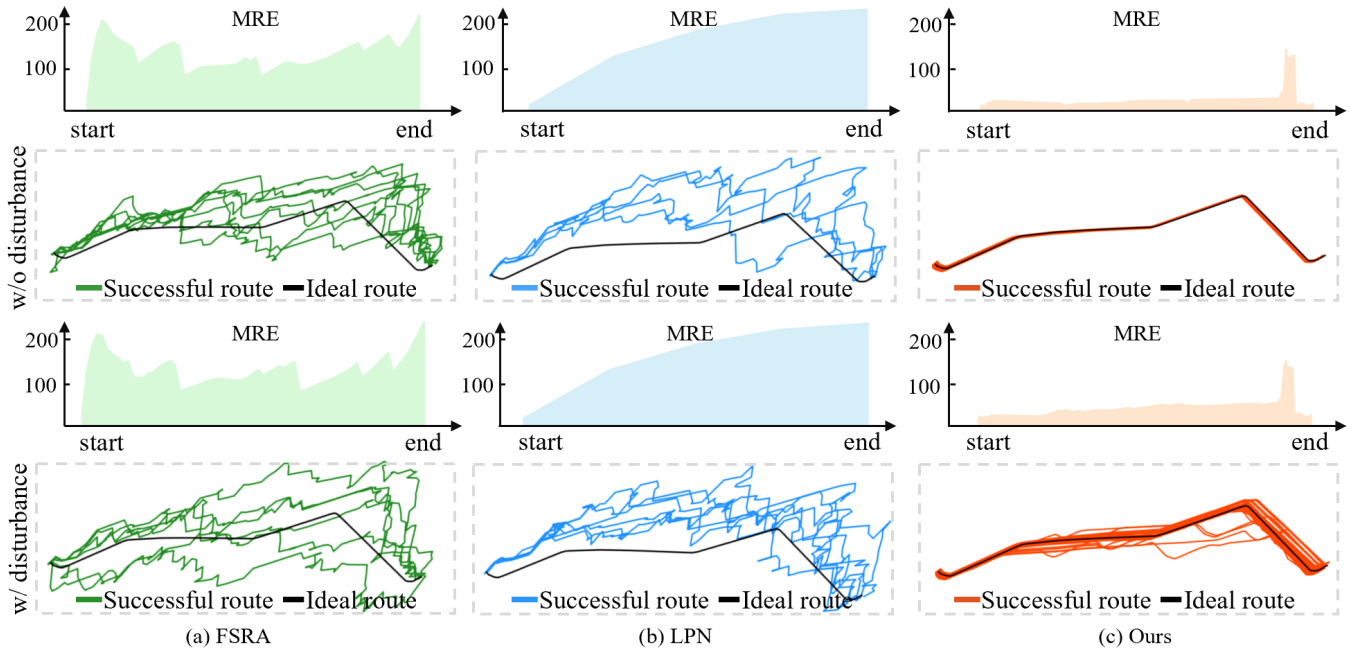 200 MRE 200 MRE 200 MRE
100 100 100
start end start end start end
w/o disturbance
Successful route Ideal route Successful route Ideal route Successful route Ideal route
200 MRE 200 MRE 200 MRE
100 100 100
start end start end start end
w/ disturbance
Successful route Ideal route Successful route Ideal route Successful route Ideal route
(a) FSRA (b) LPN (c) Ours